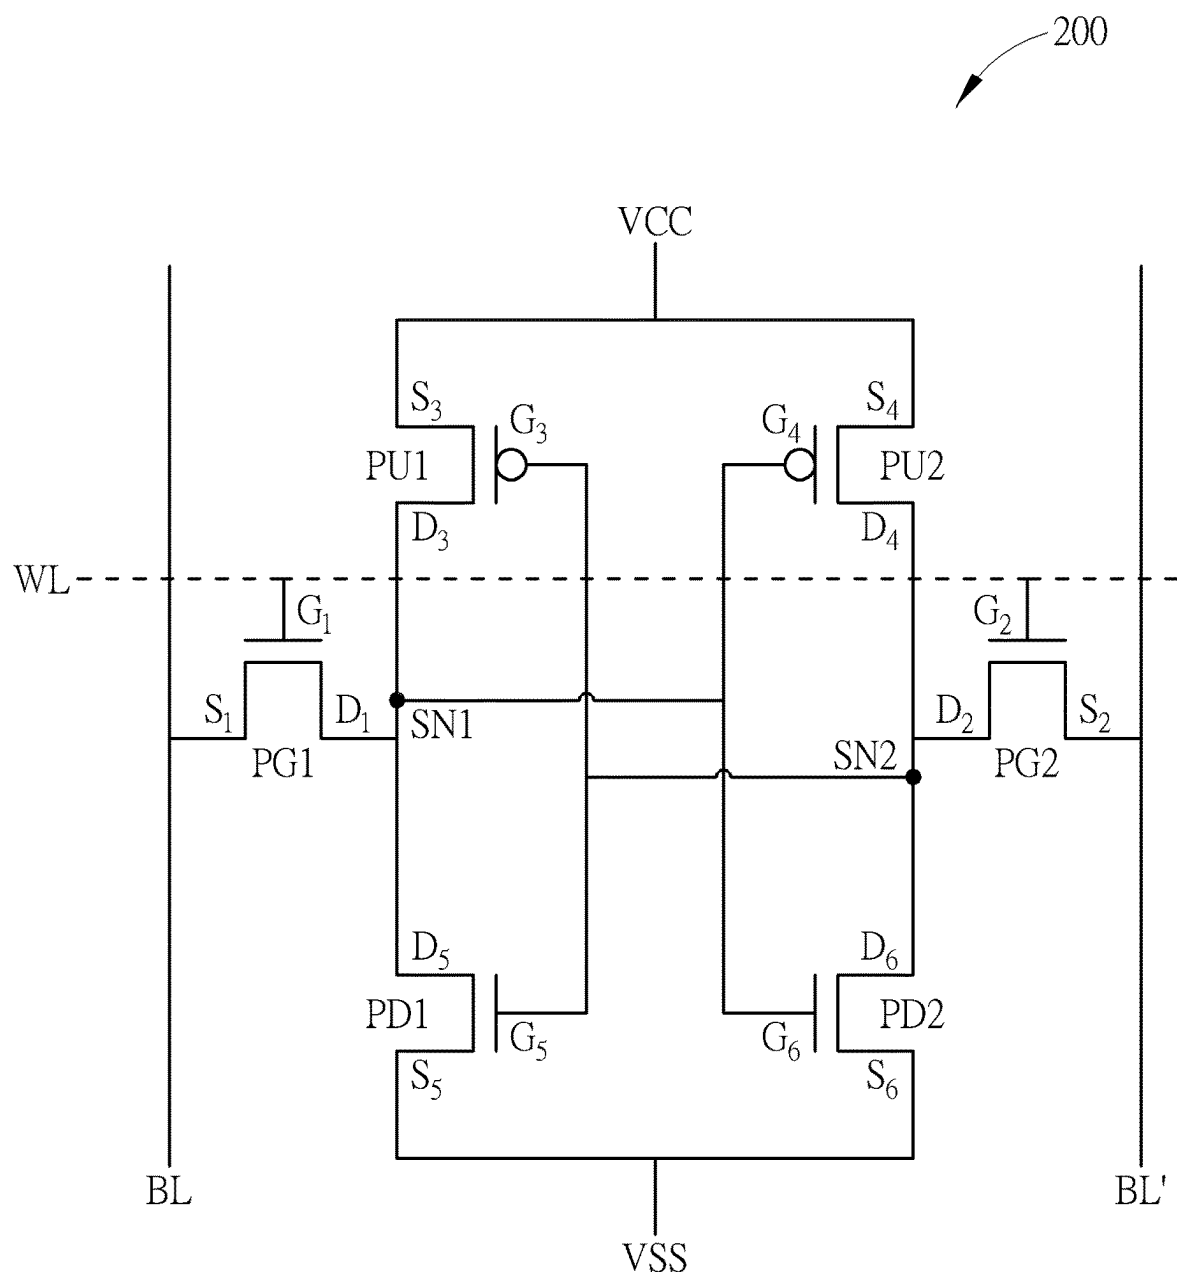 200
VCC
S₃ G₃ G₄ S₄
PU1 PU2
D₃ D₄
WL
G₁ G₂
S₁ D₁ SN1 D₂ S₂
PG1 SN2 PG2
D₅ D₆
PD1 PD2
G₅ G₆
S₅ S₆
BL BL'
VSS